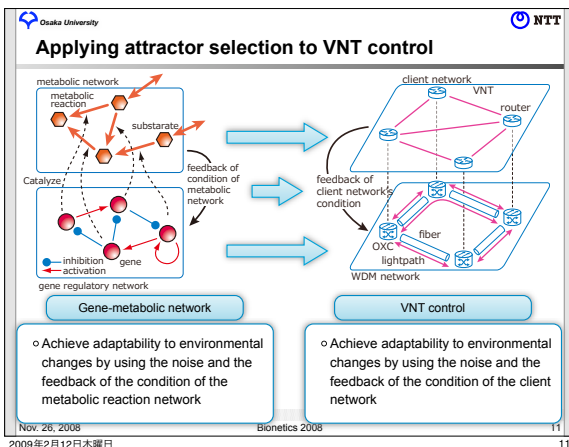 Osaka University
NTT
Applying attractor selection to VNT control
metabolic network
metabolic
reaction
substarate
Catalyze
feedback of
condition of
metabolic
network
inhibition
activation
gene
gene regulatory network
client network
VNT
router
feedback of
client network's
condition
fiber
OXC
lightpath
WDM network
Gene-metabolic network
Achieve adaptability to environmental
changes by using the noise and the
feedback of the condition of the
metabolic reaction network
VNT control
Achieve adaptability to environmental
changes by using the noise and the
feedback of the condition of the client
network
Nov. 26, 2008
Bionetics 2008
11
2009年2月12日木曜日
11